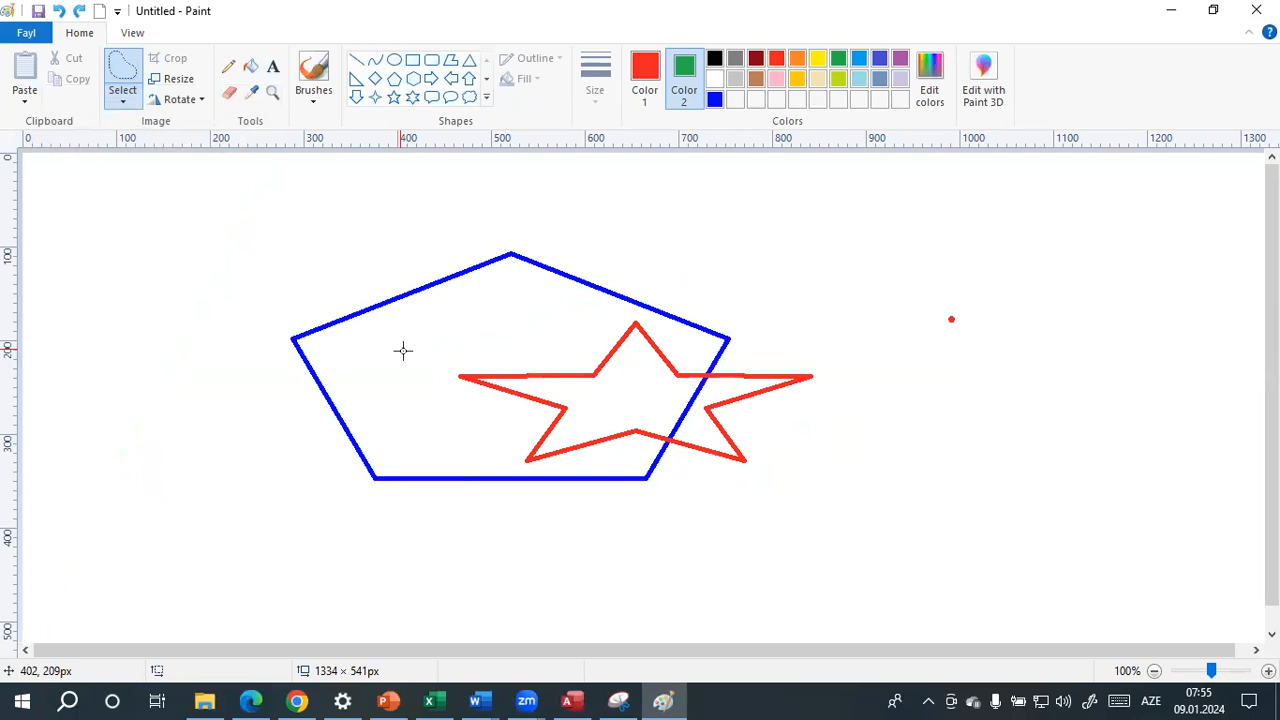 Untitled - Paint
Fayl Home View
Paste
Cut
Copy
Clipboard
Select
Crop
Resize
Rotate
Image
A
Tools
Brushes
Outline
Fill
Shapes
Size
Color 1
Color 2
Edit colors
Edit with Paint 3D
Colors
0 100 200 300 400 500 600 700 800 900 1000 1100 1200 1300
0
100
200
300
400
500
402, 209px
1334 × 541px
100%
zm
AZE
07:55
09.01.2024